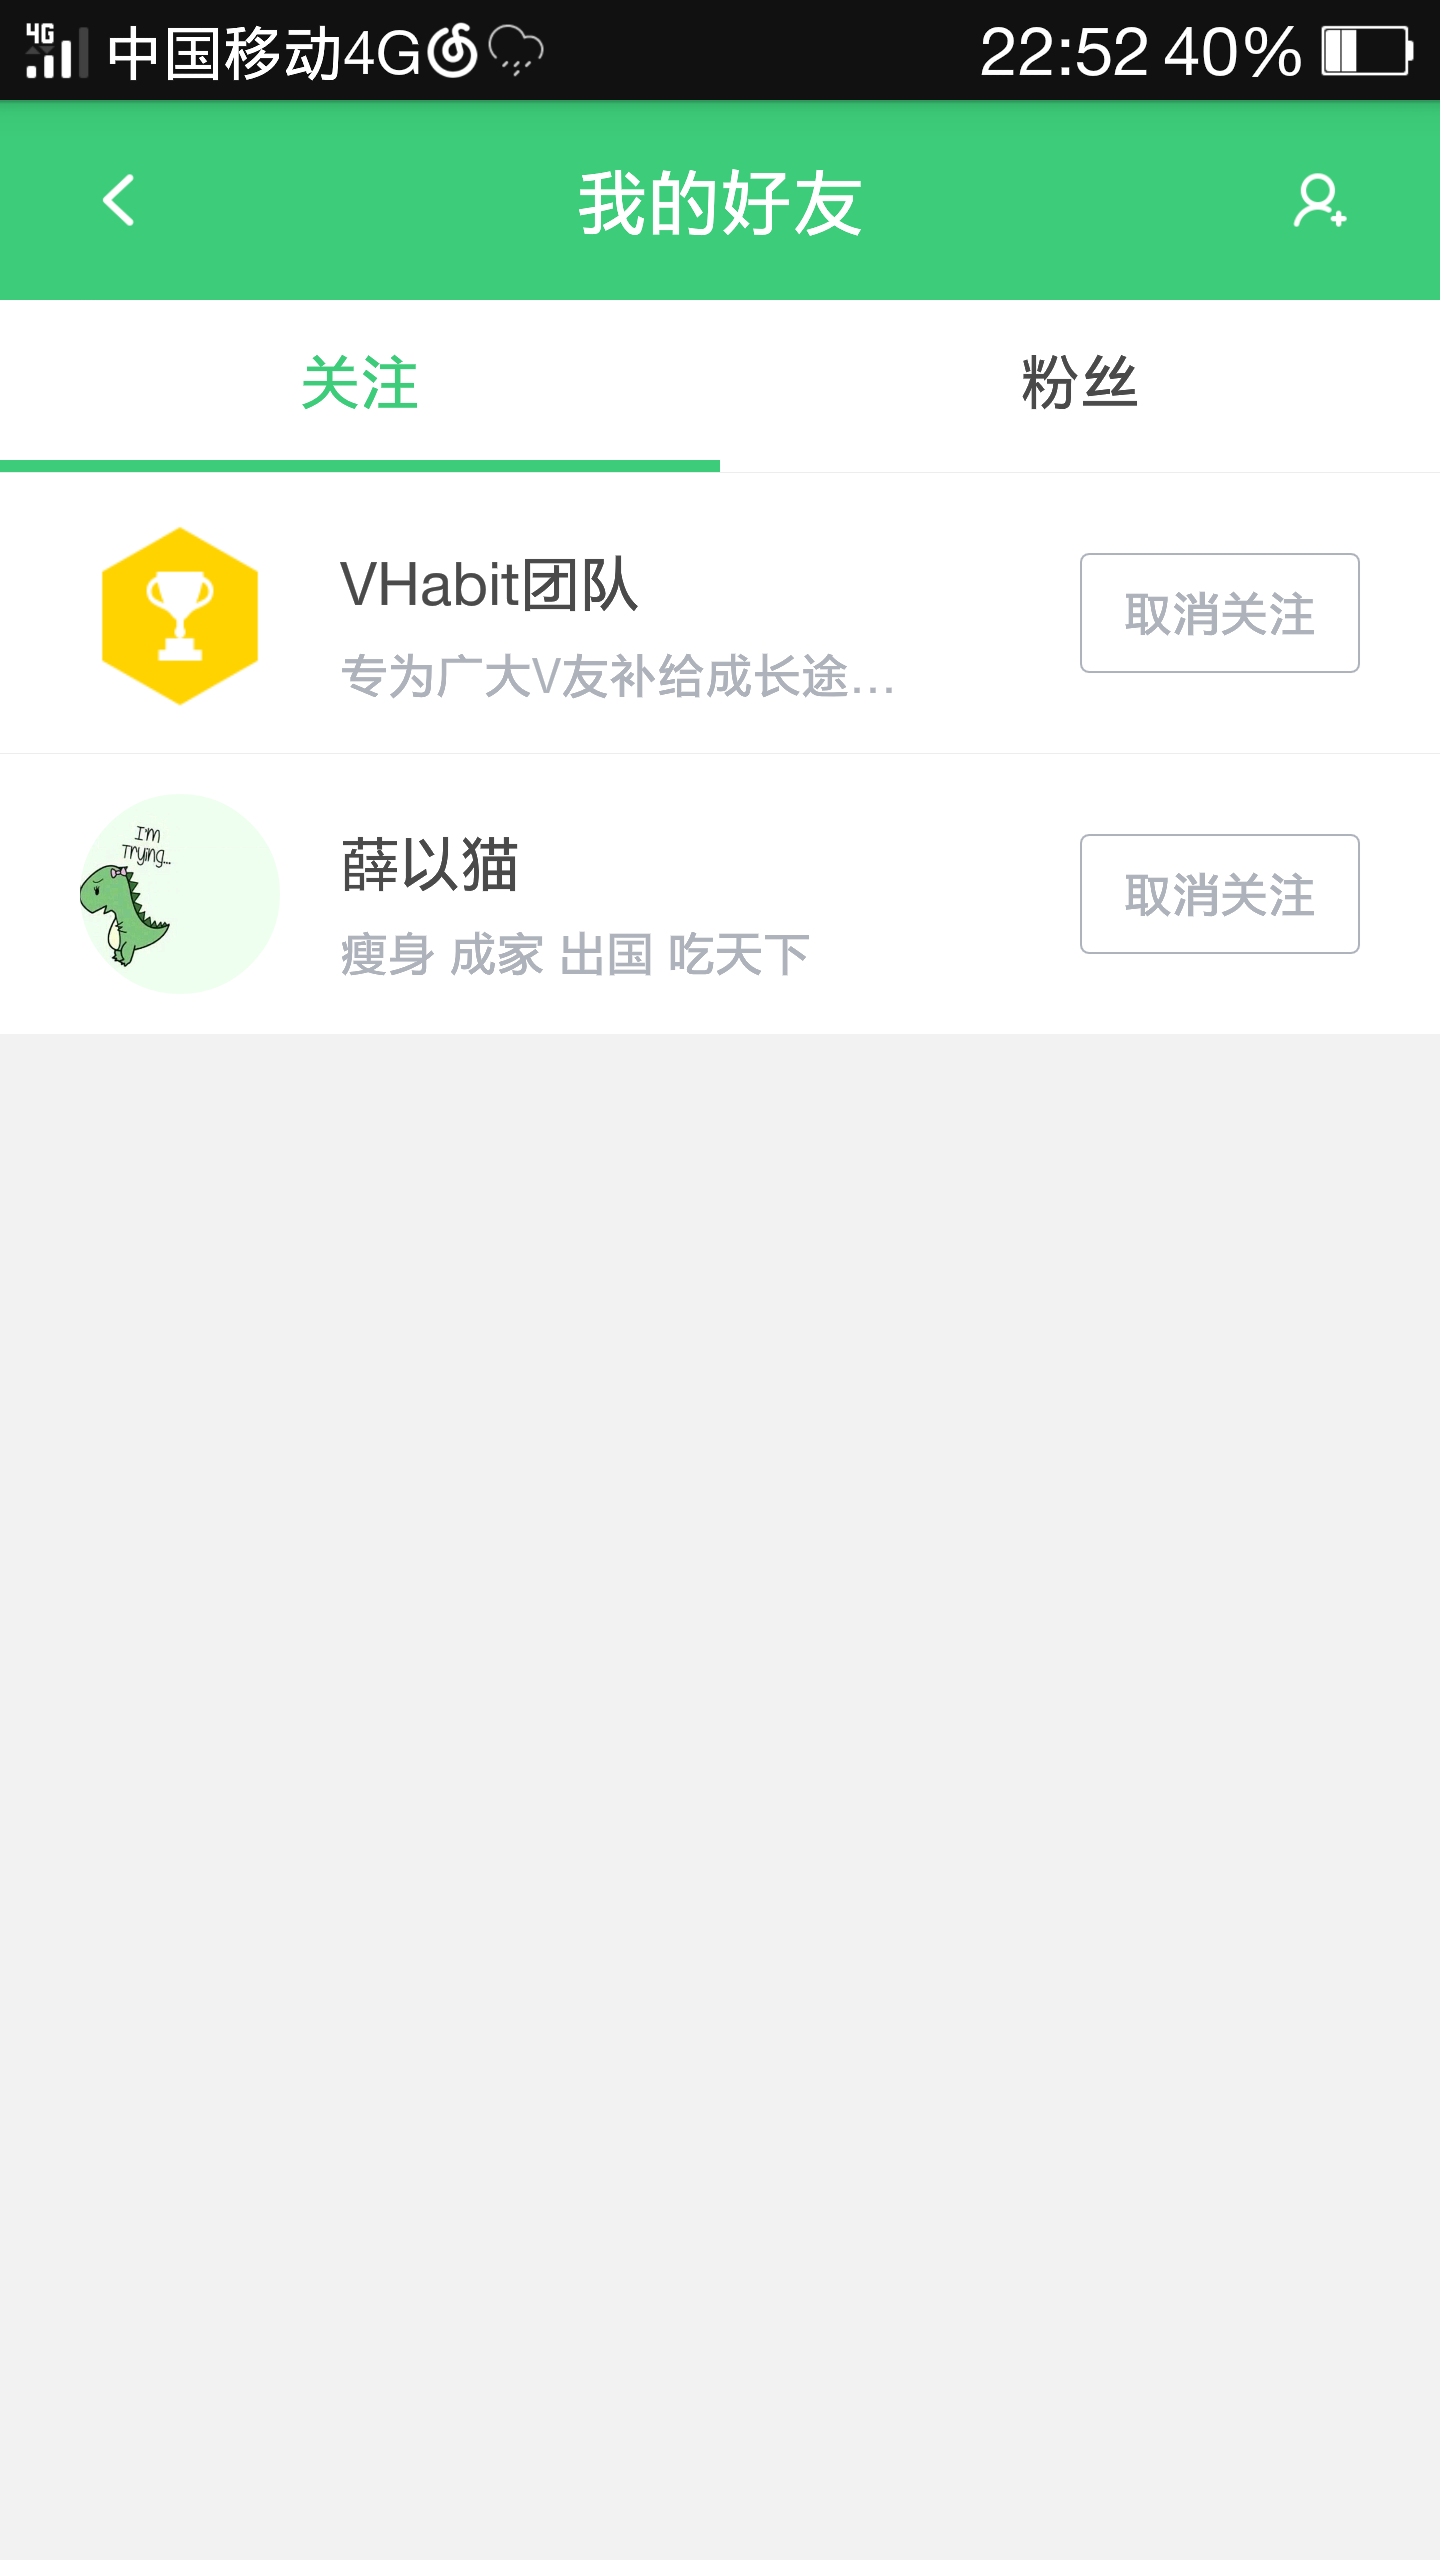 4G 中国移动4G 22:52 40%
我的好友
关注 粉丝
VHabit团队
专为广大V友补给成长途...
取消关注
I'm
Trying...
薛以猫
瘦身 成家 出国 吃天下
取消关注